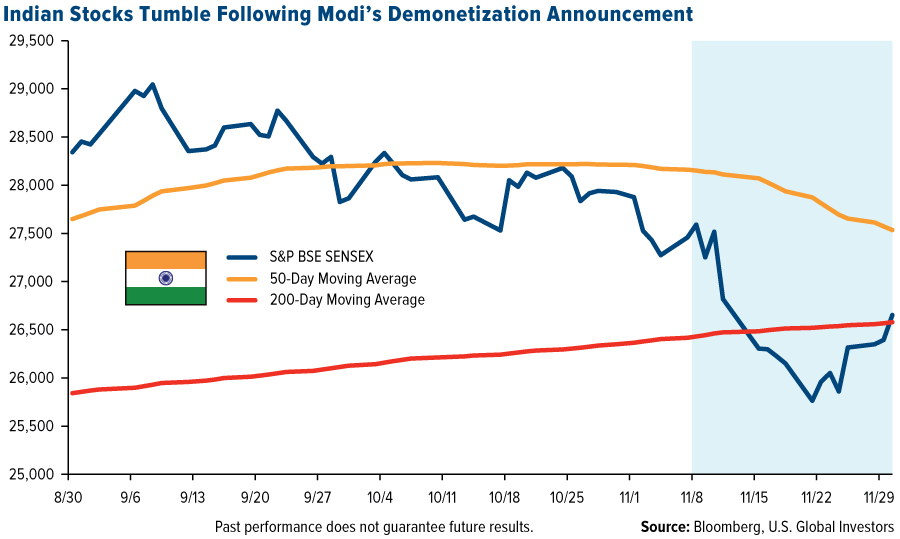 Indian Stocks Tumble Following Modi's Demonetization Announcement
29,500
29,000
28,500
28,000
27,500
27,000
26,500
26,000
25,500
25,000
S&P BSE SENSEX
50-Day Moving Average
200-Day Moving Average
8/30 9/6 9/13 9/20 9/27 10/4 10/11 10/18 10/25 11/1 11/8 11/15 11/22 11/29
Past performance does not guarantee future results. Source: Bloomberg, U.S. Global Investors